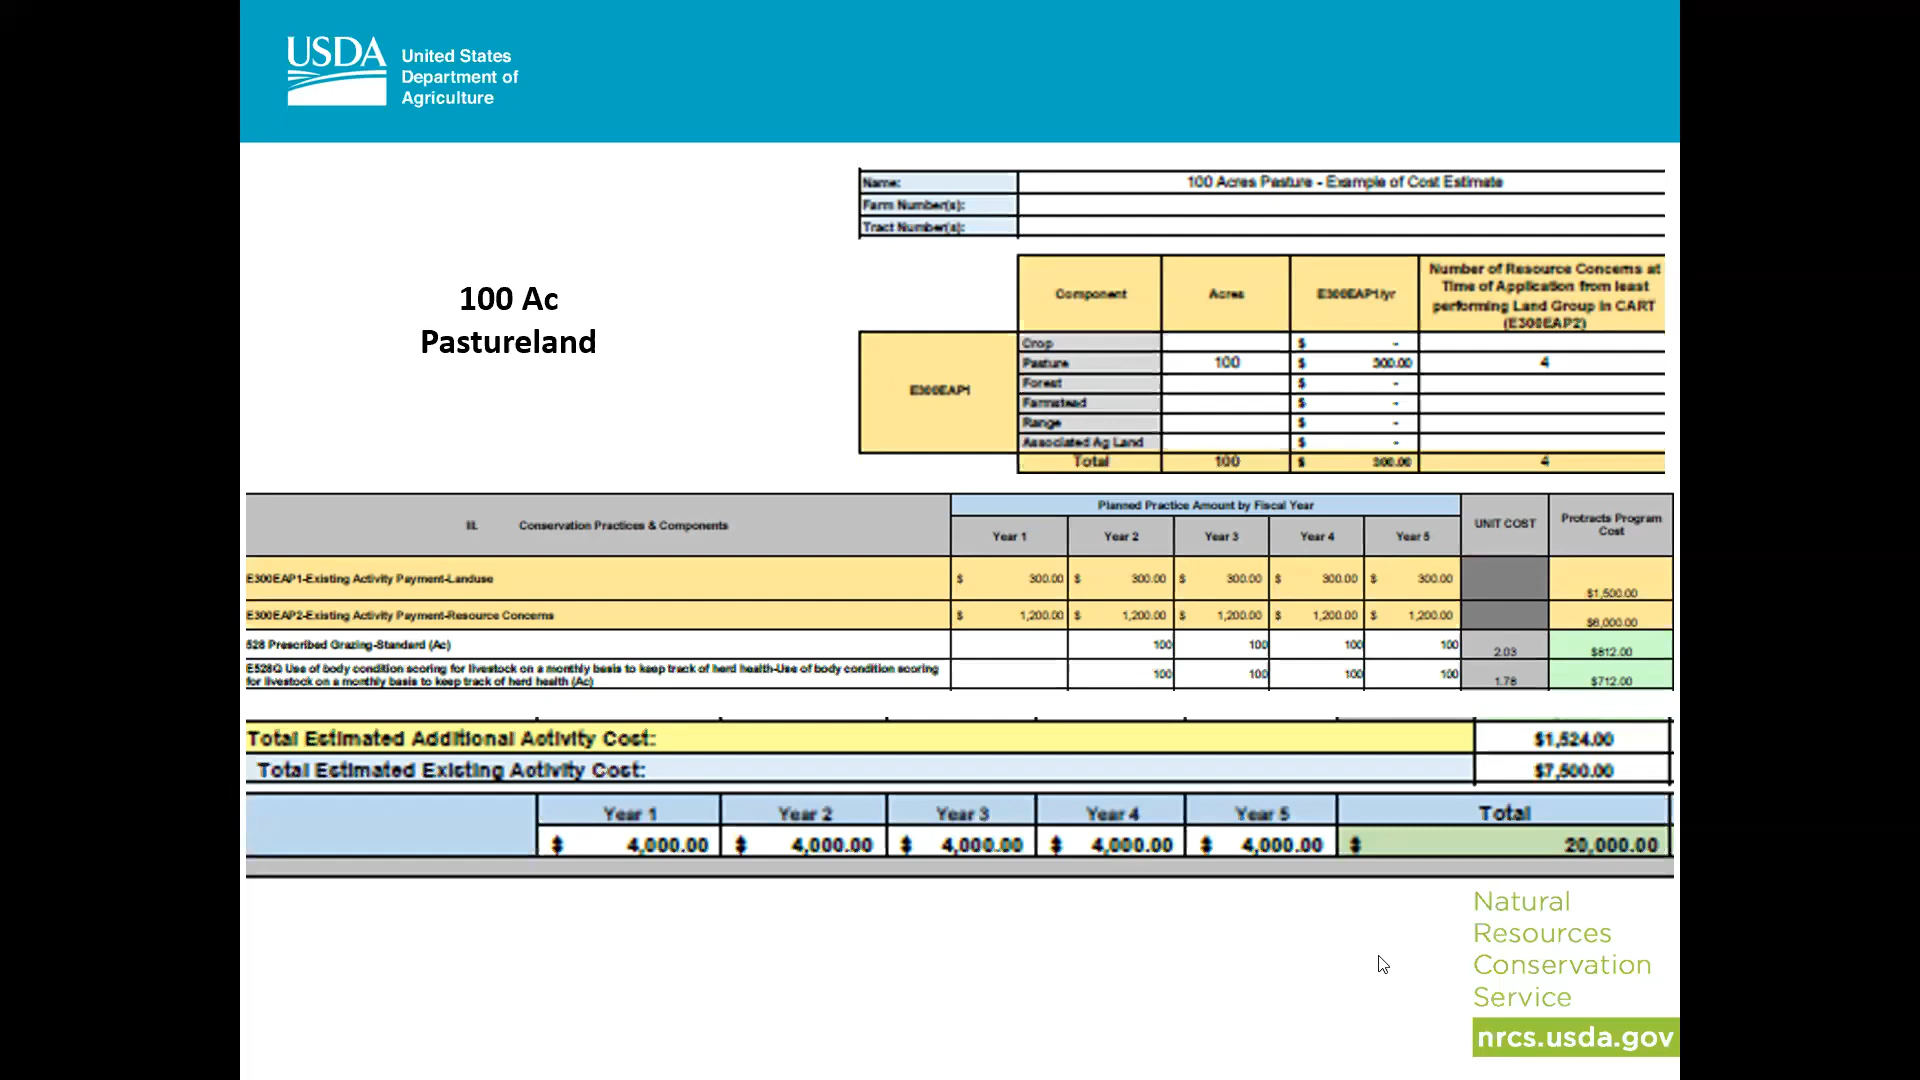 USDA United States
Department of
Agriculture
100 Ac
Pastureland
Name: 100 Acres Pasture - Example of Cost Estimate
Farm Number(s):
Tract Number(s):
Component Acres E300EAP1/yr Number of Resource Concerns at
Time of Application from least
performing Land Group in CART
(E300EAP2)
E300EAP1
Crop $ -
Pasture 100 $ 300.00 4
Forest $ -
Farmstead $ -
Range $ -
Associated Ag Land $ -
Total 100 $ 300.00 4
III. Conservation Practices & Components
Planned Practice Amount by Fiscal Year
Year 1 Year 2 Year 3 Year 4 Year 5
UNIT COST
Protracts Program
Cost
E300EAP1-Existing Activity Payment-Landuse $ 300.00 $ 300.00 $ 300.00 $ 300.00 $ 300.00 $1,500.00
E300EAP2-Existing Activity Payment-Resource Concerns $ 1,200.00 $ 1,200.00 $ 1,200.00 $ 1,200.00 $ 1,200.00 $6,000.00
528 Prescribed Grazing-Standard (Ac) 100 100 100 100 2.03 $812.00
E528Q Use of body condition scoring for livestock on a monthly basis to keep track of herd health-Use of body condition scoring
for livestock on a monthly basis to keep track of herd health (Ac) 100 100 100 100 1.78 $712.00
Total Estimated Additional Activity Cost: $1,524.00
Total Estimated Existing Activity Cost: $7,500.00
Year 1 Year 2 Year 3 Year 4 Year 5 Total
$ 4,000.00 $ 4,000.00 $ 4,000.00 $ 4,000.00 $ 4,000.00 $ 20,000.00
Natural
Resources
Conservation
Service
nrcs.usda.gov